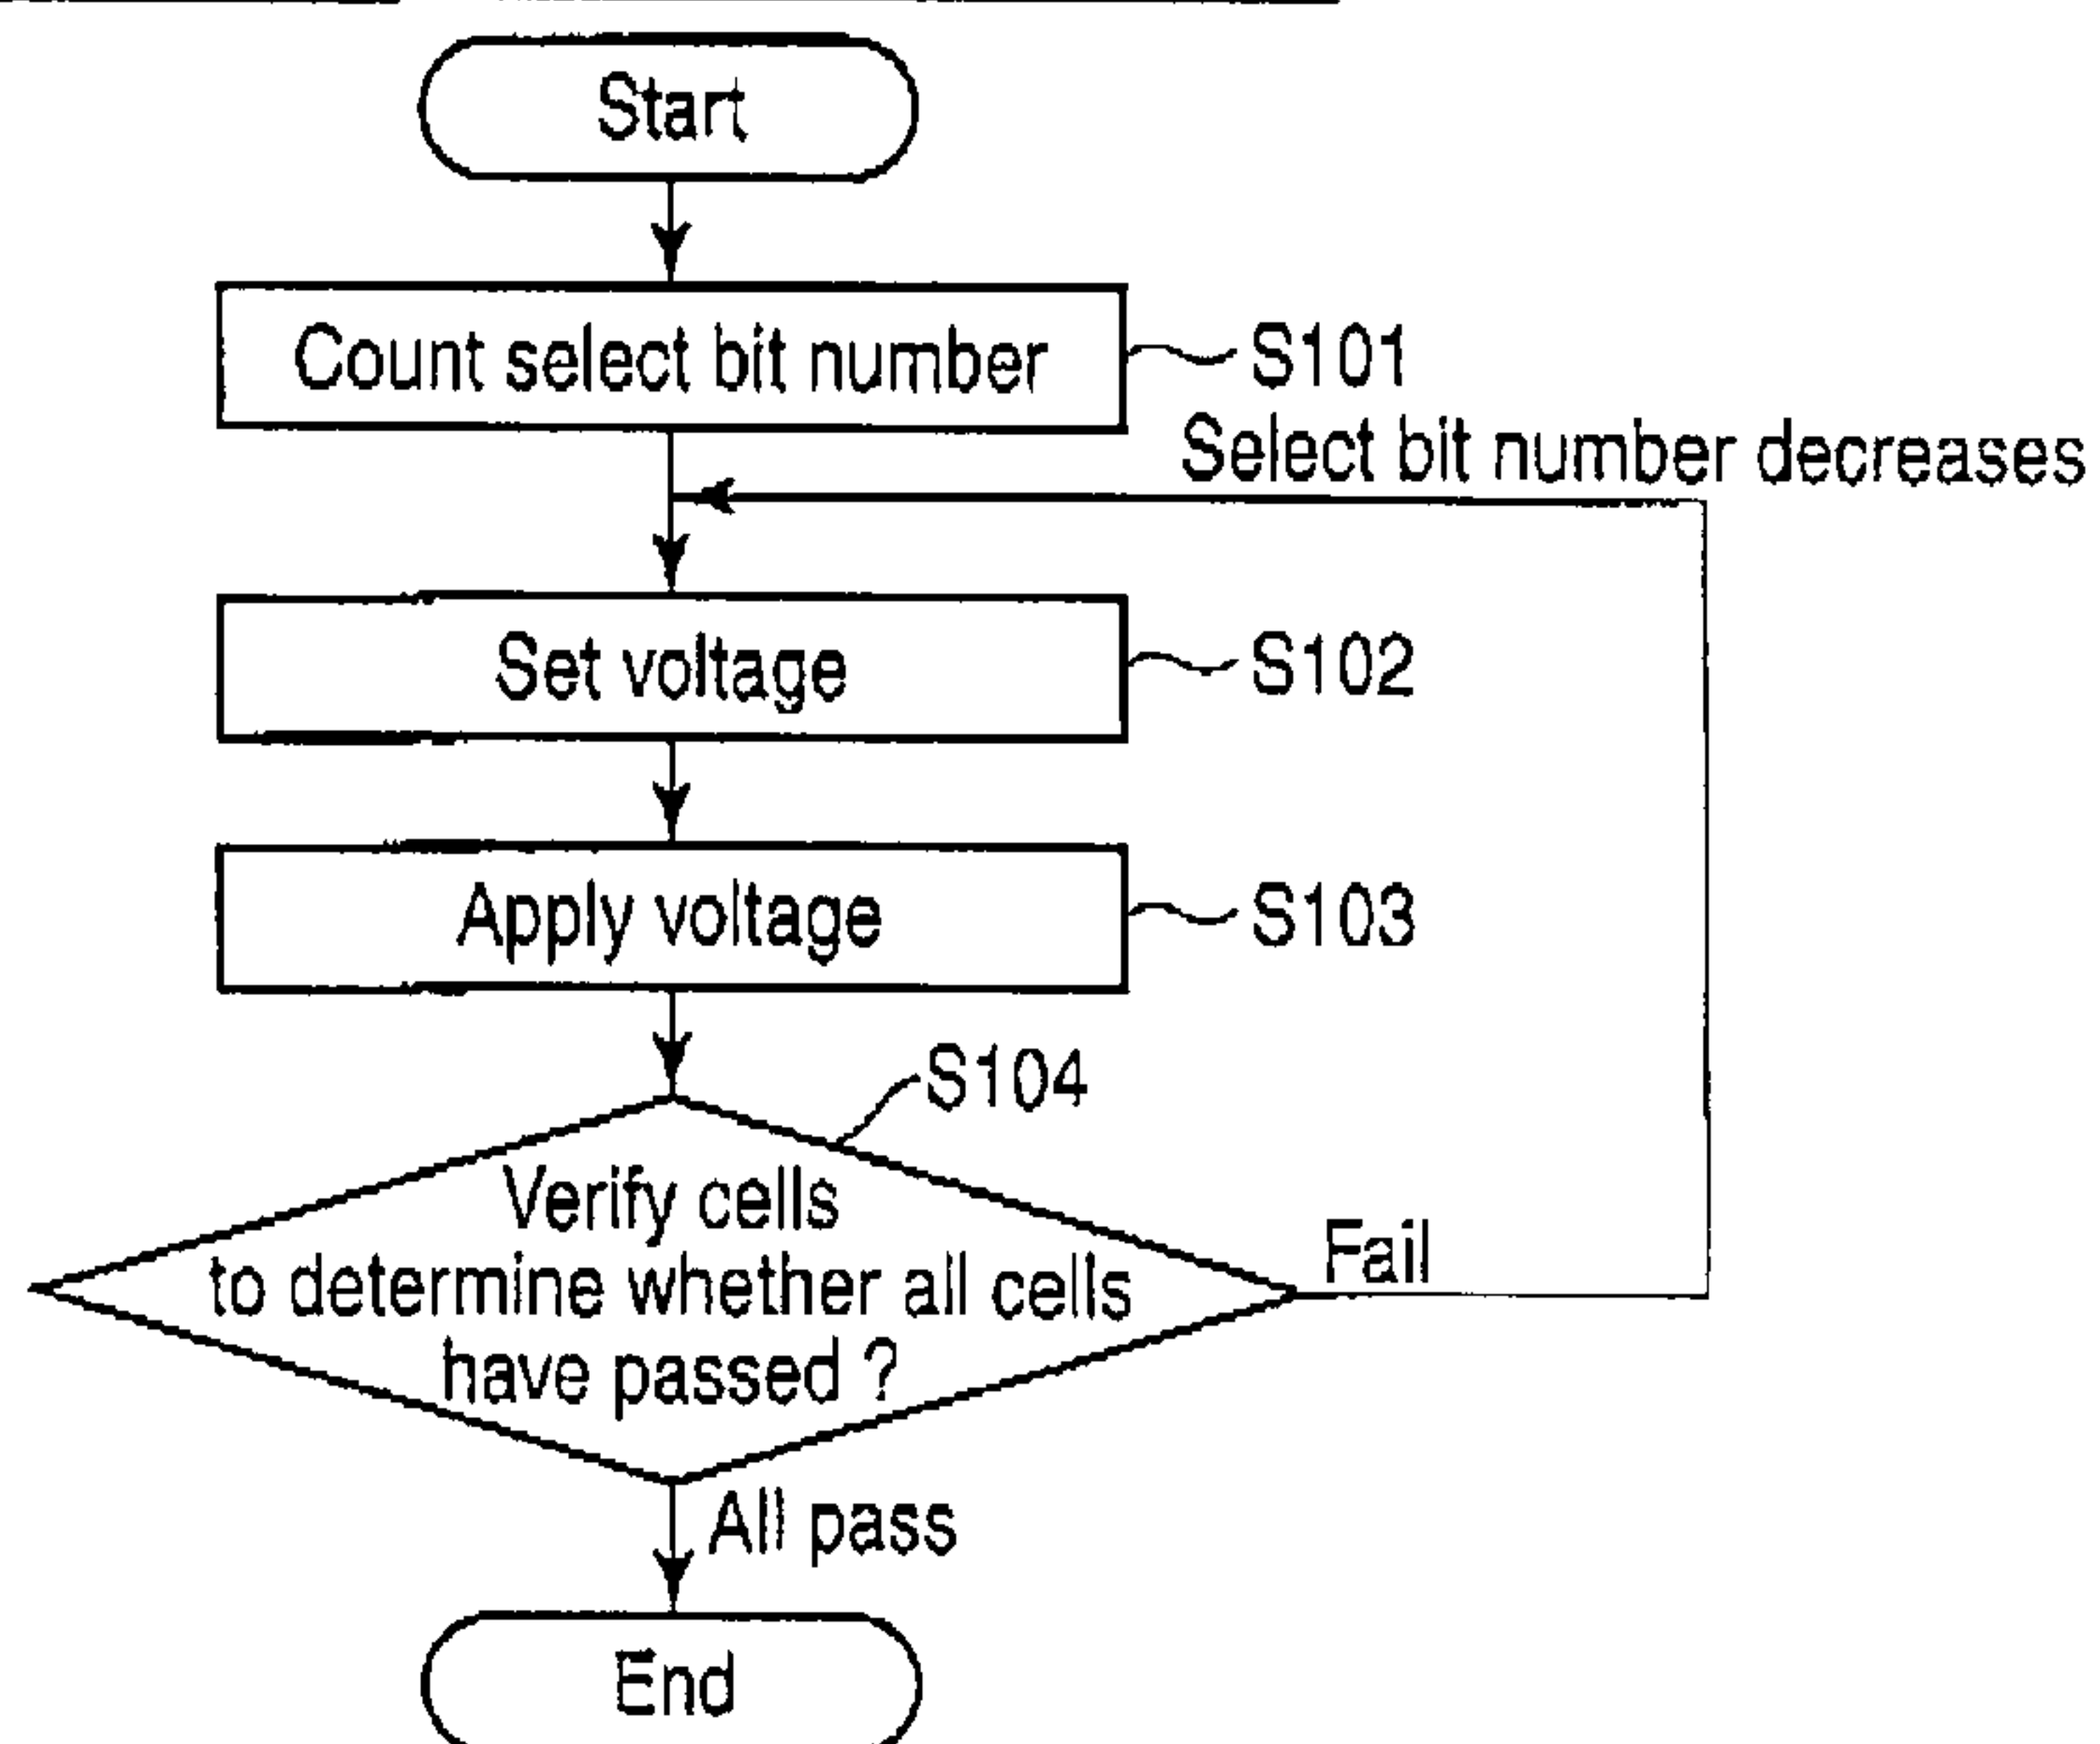 Start
Count select bit number
S101
Select bit number decreases
Set voltage
S102
Apply voltage
S103
S104
Verify cells
to determine whether all cells
have passed ?
Fail
All pass
End